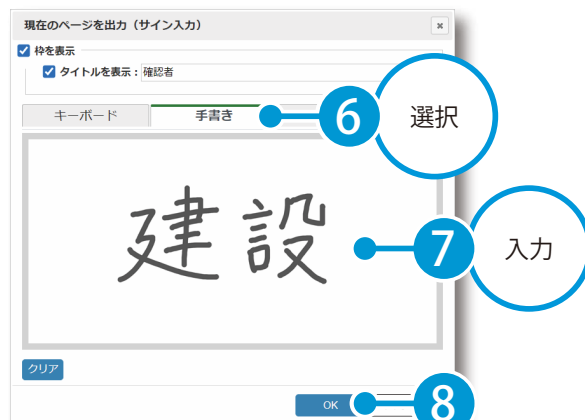 現在のページを出力（サイン入力）
枠を表示
タイトルを表示：確認者
キーボード 手書き 6 選択
建設 7 入力
クリア
OK 8